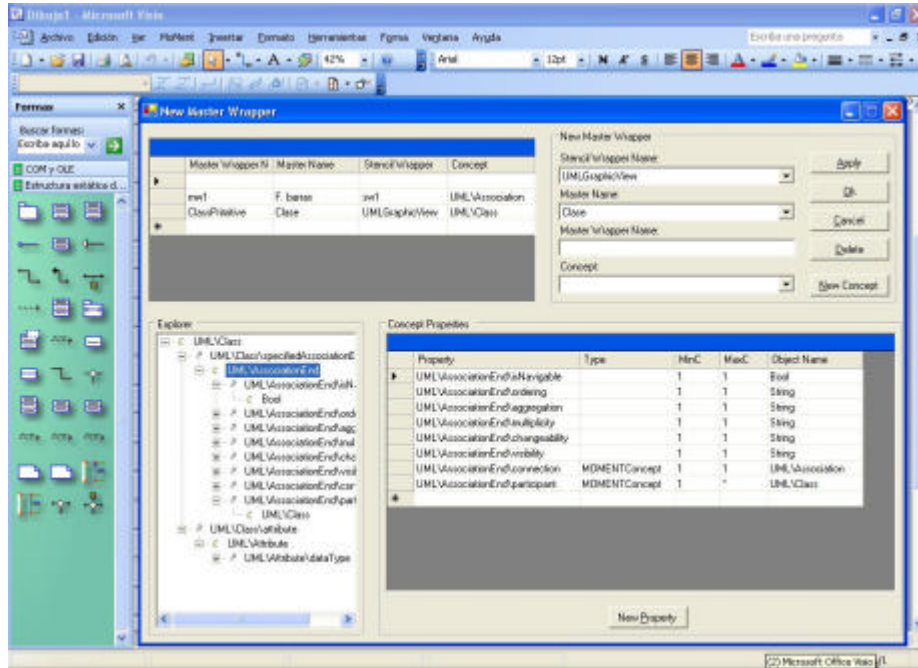 Dibujo1 - Microsoft Visio
Archivo Edición Ver MoMent Insertar Formato Herramientas Forma Ventana Ayuda
Escriba una pregunta
42% Arial 12pt N K S
Formas
Buscar formas:
Escriba aquí lo
COM y OLE
Estructura estática d...
New Master Wrapper
Master Wrapper N Master Name Stencil Wrapper Concept
mw1 F. barras sw1 UML\Association
ClassPrimitive Clase UMLGraphicView UML\Class
New Master Wrapper
Stencil Wrapper Name:
UMLGraphicView
Master Name:
Clase
Master Wrapper Name:
Concept:
Apply
Ok
Cancel
Delete
New Concept
Explorer
UML\Class
UML\Class\specifiedAssociationE
UML\AssociationEnd
UML\AssociationEnd\isN
Bool
UML\AssociationEnd\orde
UML\AssociationEnd\agg
UML\AssociationEnd\mul
UML\AssociationEnd\cha
UML\AssociationEnd\visi
UML\AssociationEnd\con
UML\AssociationEnd\part
UML\Class
UML\Class\attribute
UML\Attribute
UML\Attribute\dataType
Concept Properties
Property Type MinC MaxC Object Name
UML\AssociationEnd\isNavigable 1 1 Bool
UML\AssociationEnd\ordering 1 1 String
UML\AssociationEnd\aggregation 1 1 String
UML\AssociationEnd\multiplicity 1 1 String
UML\AssociationEnd\changeability 1 1 String
UML\AssociationEnd\visibility 1 1 String
UML\AssociationEnd\connection MOMENTConcept 1 1 UML\Association
UML\AssociationEnd\participant MOMENTConcept 1 * UML\Class
New Property
(2) Microsoft Office Visio